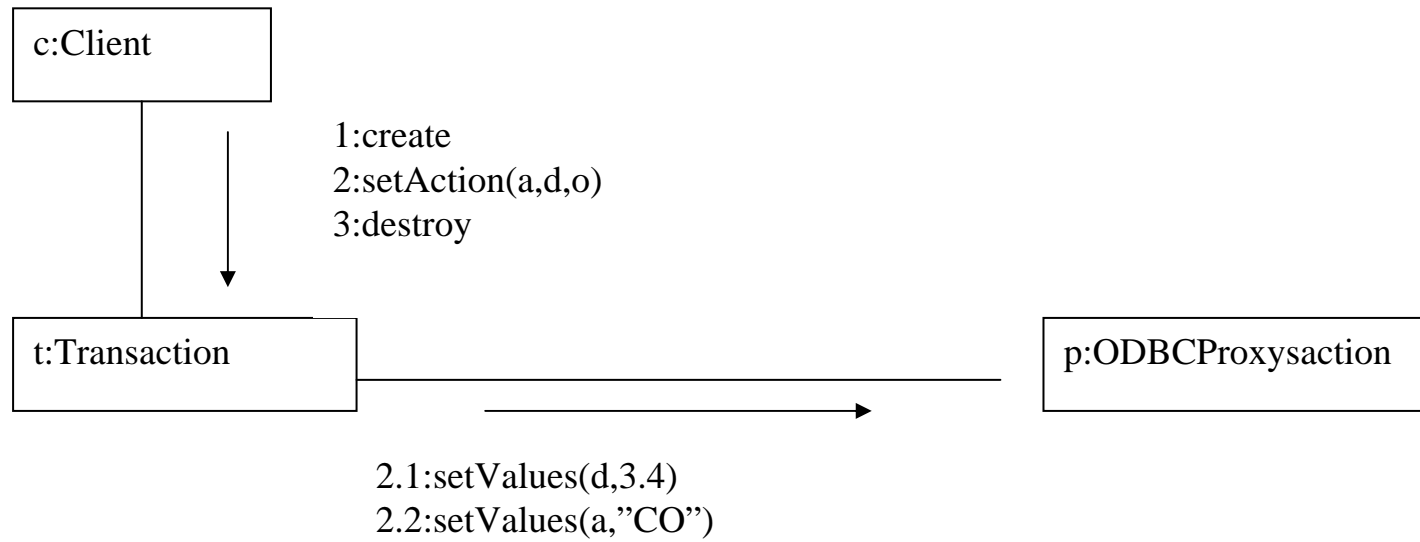 c:Client
1:create
2:setAction(a,d,o)
3:destroy
t:Transaction
p:ODBCProxysaction
2.1:setValues(d,3.4)
2.2:setValues(a,”CO”)